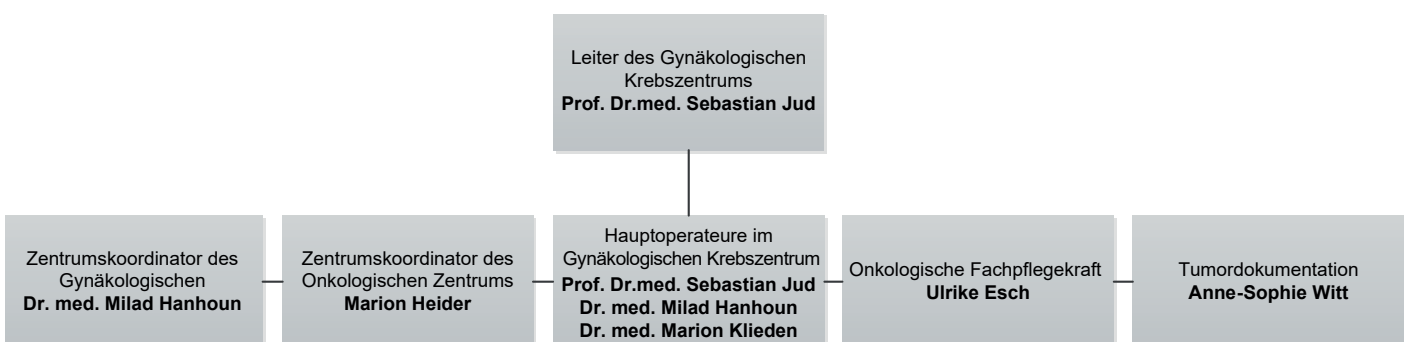 Leiter des Gynäkologischen
Krebszentrums
Prof. Dr.med. Sebastian Jud
Zentrumskoordinator des
Gynäkologischen
Dr. med. Milad Hanhoun
Zentrumskoordinator des
Onkologischen Zentrums
Marion Heider
Hauptoperateure im
Gynäkologischen Krebszentrum
Prof. Dr.med. Sebastian Jud
Dr. med. Milad Hanhoun
Dr. med. Marion Klieden
Onkologische Fachpflegekraft
Ulrike Esch
Tumordokumentation
Anne-Sophie Witt